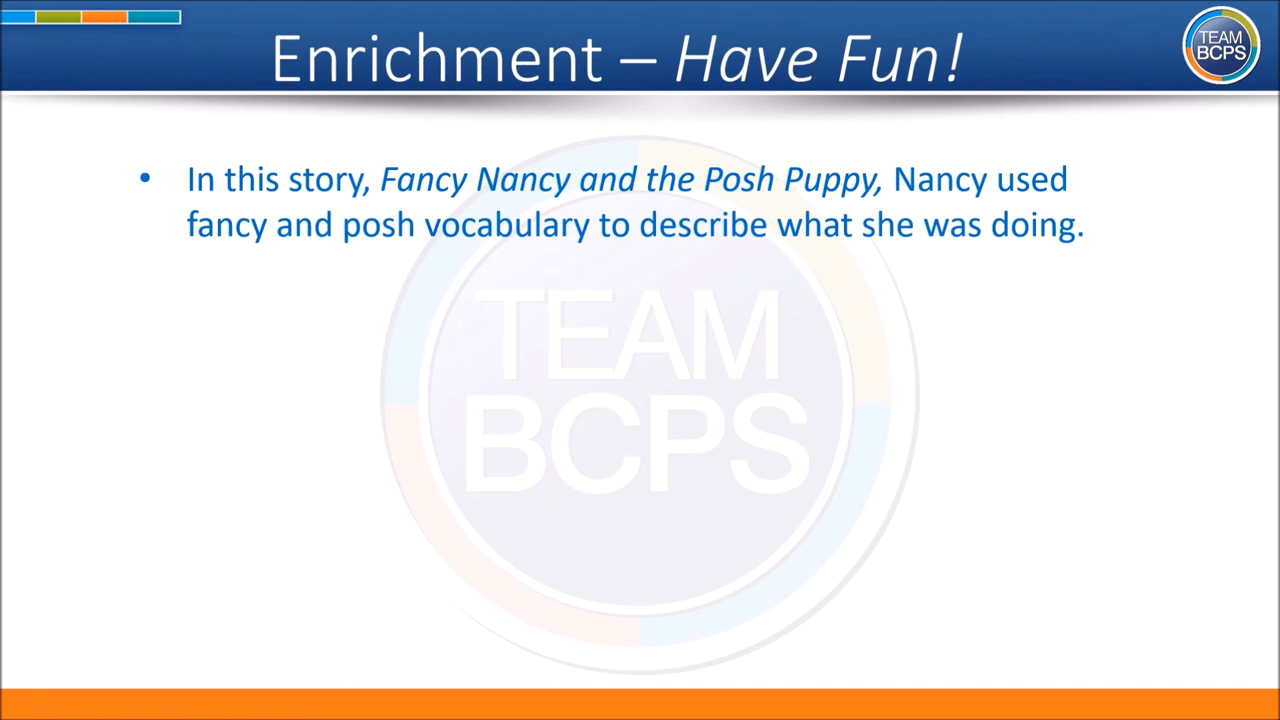 Enrichment – Have Fun!
TEAM
BCPS
• In this story, Fancy Nancy and the Posh Puppy, Nancy used
fancy and posh vocabulary to describe what she was doing.
TEAM
BCPS